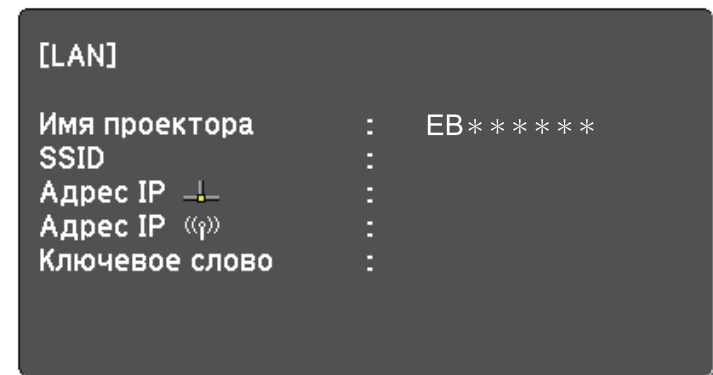 [LAN]
Имя проектора : EB∗∗∗∗∗∗
SSID :
Адрес IP :
Адрес IP :
Ключевое слово :